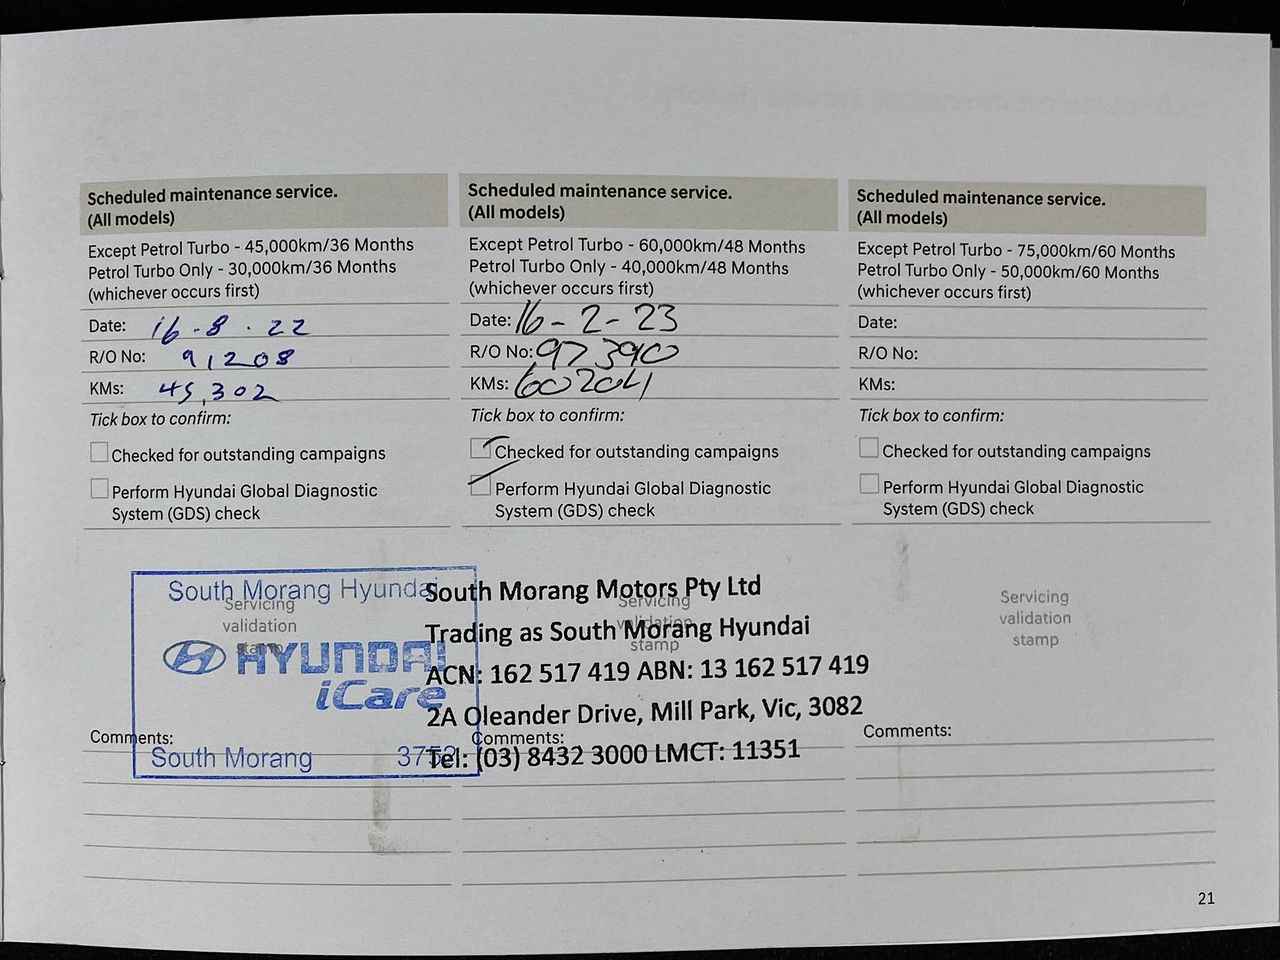 Scheduled maintenance service.
(All models)
Except Petrol Turbo - 45,000km/36 Months
Petrol Turbo Only - 30,000km/36 Months
(whichever occurs first)
Date: 16-8.22
R/O No: 91208
KMs: 45,302
Tick box to confirm:
Checked for outstanding campaigns
Perform Hyundai Global Diagnostic
System (GDS) check
South Morang Hyundai
Servicing
validation
stamp
HYUNDAI
iCare
Comments:
South Morang 3752
Scheduled maintenance service.
(All models)
Except Petrol Turbo - 60,000km/48 Months
Petrol Turbo Only - 40,000km/48 Months
(whichever occurs first)
Date: 16-2-23
R/O No: 97390
KMs: 60204
Tick box to confirm:
Checked for outstanding campaigns
Perform Hyundai Global Diagnostic
System (GDS) check
South Morang Motors Pty Ltd
Servicing
validation
Trading as South Morang Hyundai
stamp
ACN: 162 517 419 ABN: 13 162 517 419
2A Oleander Drive, Mill Park, Vic, 3082
Comments:
Tel: (03) 8432 3000 LMCT: 11351
Scheduled maintenance service.
(All models)
Except Petrol Turbo - 75,000km/60 Months
Petrol Turbo Only - 50,000km/60 Months
(whichever occurs first)
Date:
R/O No:
KMs:
Tick box to confirm:
Checked for outstanding campaigns
Perform Hyundai Global Diagnostic
System (GDS) check
Servicing
validation
stamp
Comments:
21